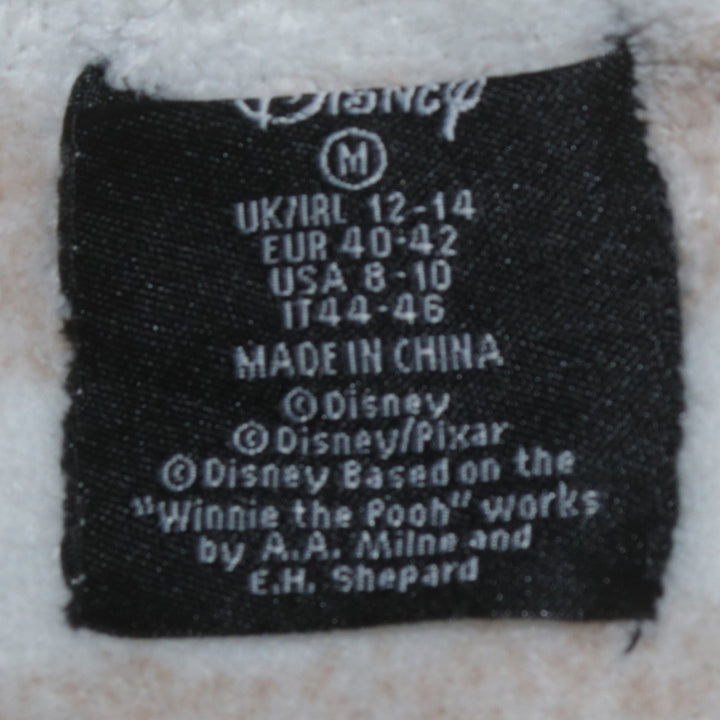 Disney
M
UK/IRL 12-14
EUR 40-42
USA 8-10
IT44-46
MADE IN CHINA
©Disney
©Disney/Pixar
©Disney Based on the
"Winnie the Pooh" works
by A.A. Milne and
E.H. Shepard